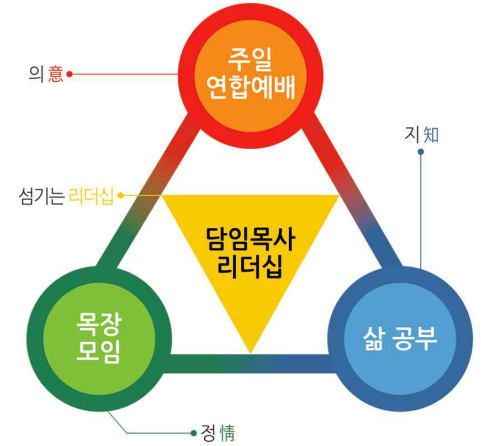 주일
연합예배
의 意
지 知
섬기는 리더십
담임목사
리더십
목장
모임
삶 공부
정 情